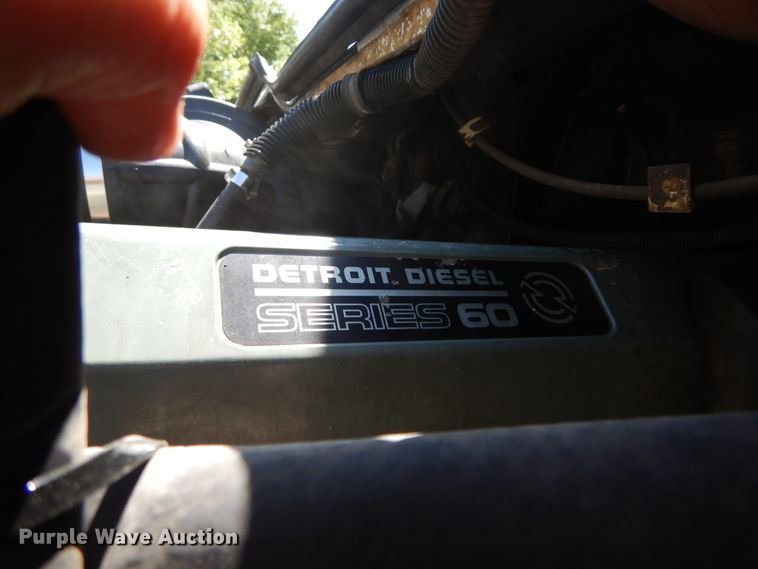 DETROIT DIESEL
SERIES 60
Purple Wave Auction